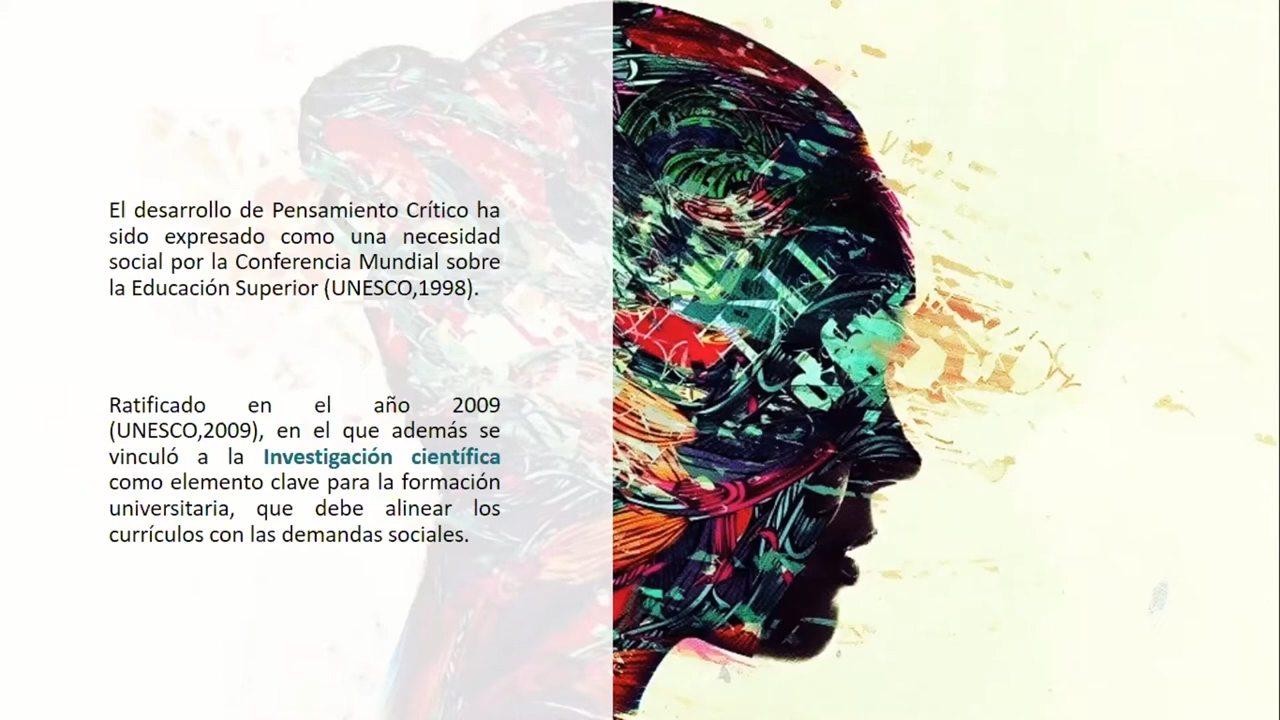 El desarrollo de Pensamiento Crítico ha
sido expresado como una necesidad
social por la Conferencia Mundial sobre
la Educación Superior (UNESCO,1998).
Ratificado en el año 2009
(UNESCO,2009), en el que además se
vinculó a la Investigación científica
como elemento clave para la formación
universitaria, que debe alinear los
currículos con las demandas sociales.